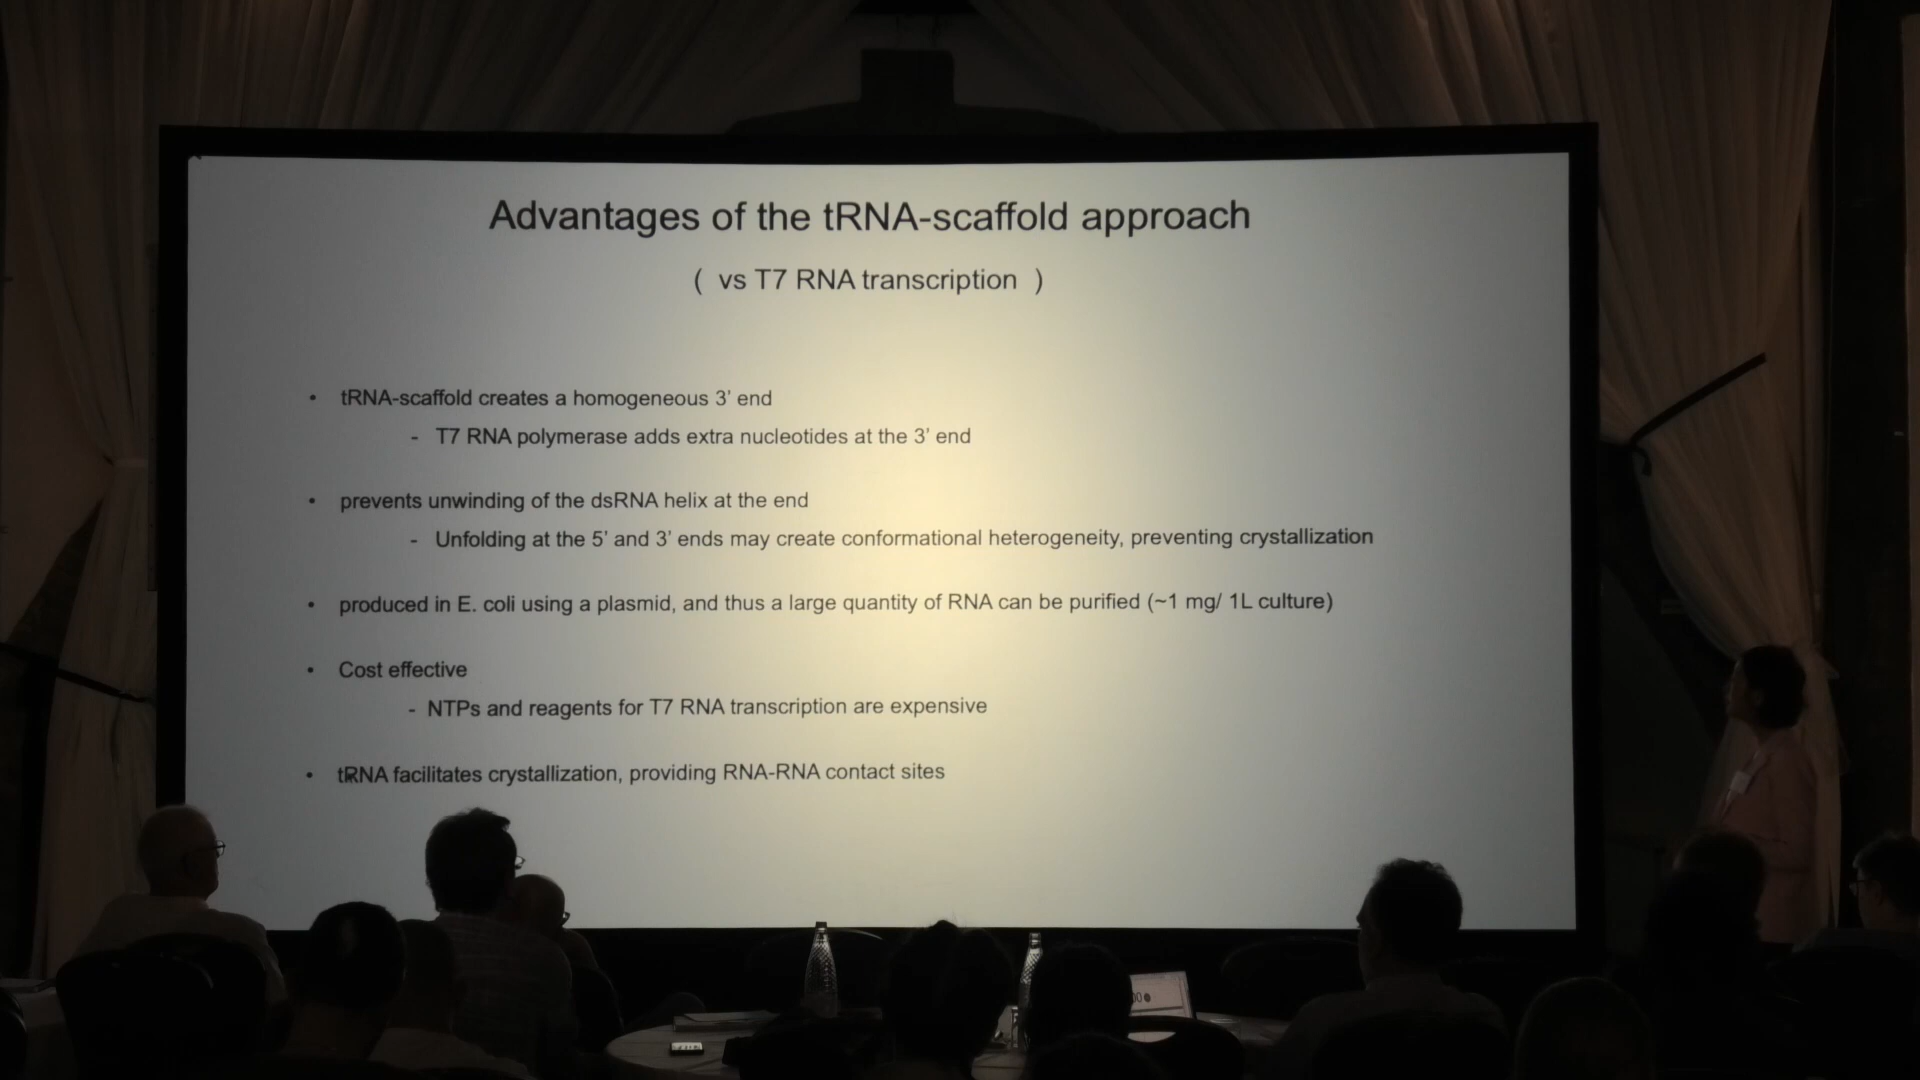 Advantages of the tRNA-scaffold approach
( vs T7 RNA transcription )
• tRNA-scaffold creates a homogeneous 3’ end
- T7 RNA polymerase adds extra nucleotides at the 3’ end
• prevents unwinding of the dsRNA helix at the end
- Unfolding at the 5’ and 3’ ends may create conformational heterogeneity, preventing crystallization
• produced in E. coli using a plasmid, and thus a large quantity of RNA can be purified (~1 mg/ 1L culture)
• Cost effective
- NTPs and reagents for T7 RNA transcription are expensive
• tRNA facilitates crystallization, providing RNA-RNA contact sites